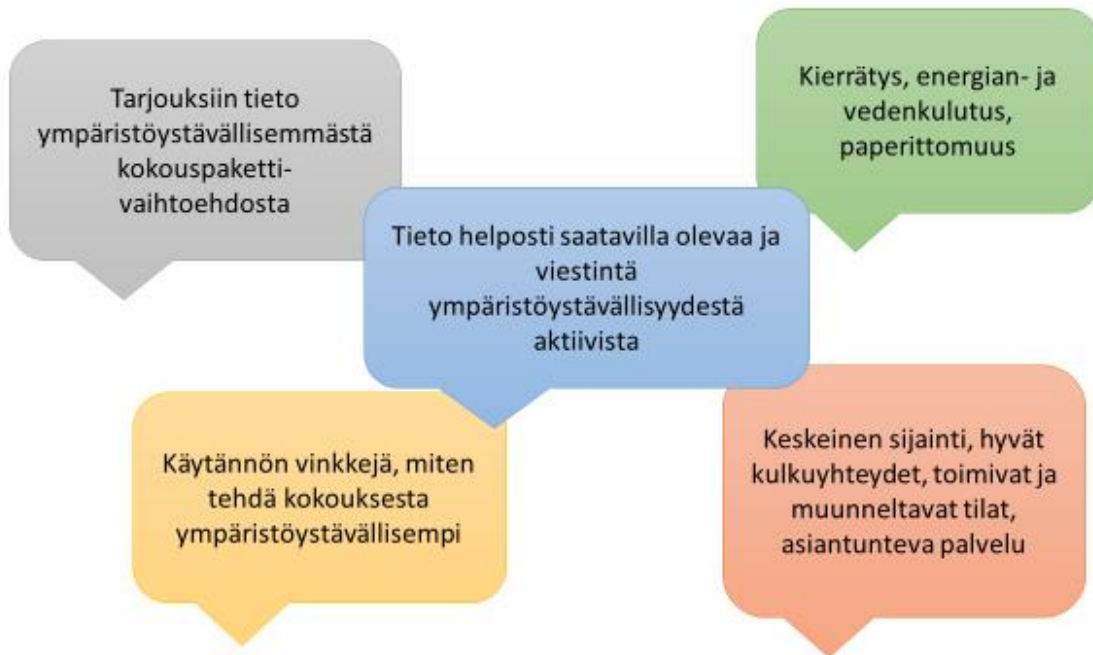 Tarjouksiin tieto
ympäristöystävällisemmästä
kokouspaketti-
vaihtoehdosta
Kierrätys, energian- ja
vedenkulutus,
paperittomuus
Tieto helposti saatavilla olevaa ja
viestintä
ympäristöystävällisyydestä
aktiivista
Käytännön vinkkejä, miten
tehdä kokouksesta
ympäristöystävällisempi
Keskeinen sijainti, hyvät
kulkuyhteydet, toimivat ja
muunneltavat tilat,
asiantunteva palvelu